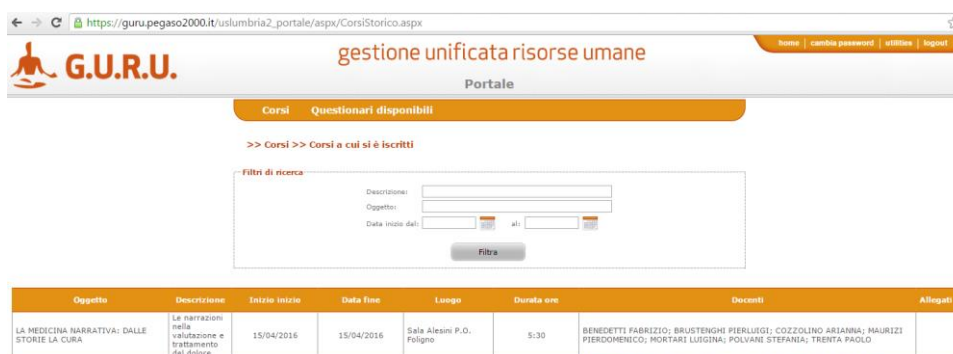 https://guru.pegaso2000.it/uslumbria2_portale/aspx/CorsiStorico.aspx
home | cambia password | utilities | logout
G.U.R.U.
gestione unificata risorse umane
Portale
Corsi Questionari disponibili
>> Corsi >> Corsi a cui si è iscritti
Filtri di ricerca
Descrizione:
Oggetto:
Data inizio dal: al:
Filtra
Oggetto Descrizione Inizio inizio Data fine Luogo Durata ore Docenti Allegati
LA MEDICINA NARRATIVA: DALLE
STORIE LA CURA
Le narrazioni
nella
valutazione e
trattamento
del dolore
15/04/2016 15/04/2016
Sala Alesini P.O.
Foligno
5:30
BENEDETTI FABRIZIO; BRUSTENGHI PIERLUIGI; COZZOLINO ARIANNA; MAURIZI
PIERDOMENICO; MORTARI LUIGINA; POLVANI STEFANIA; TRENTA PAOLO